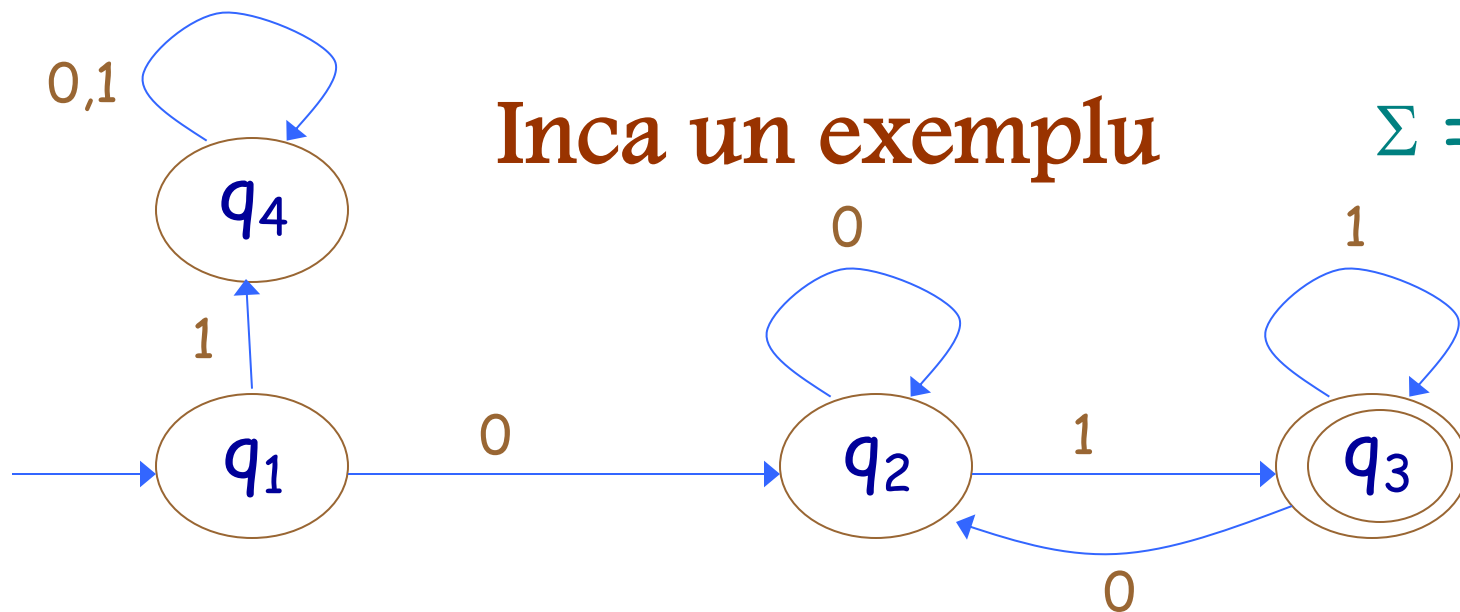 0,1
Inca un exemplu
Σ =
q4
0
1
1
0
1
q1
q2
q3
0